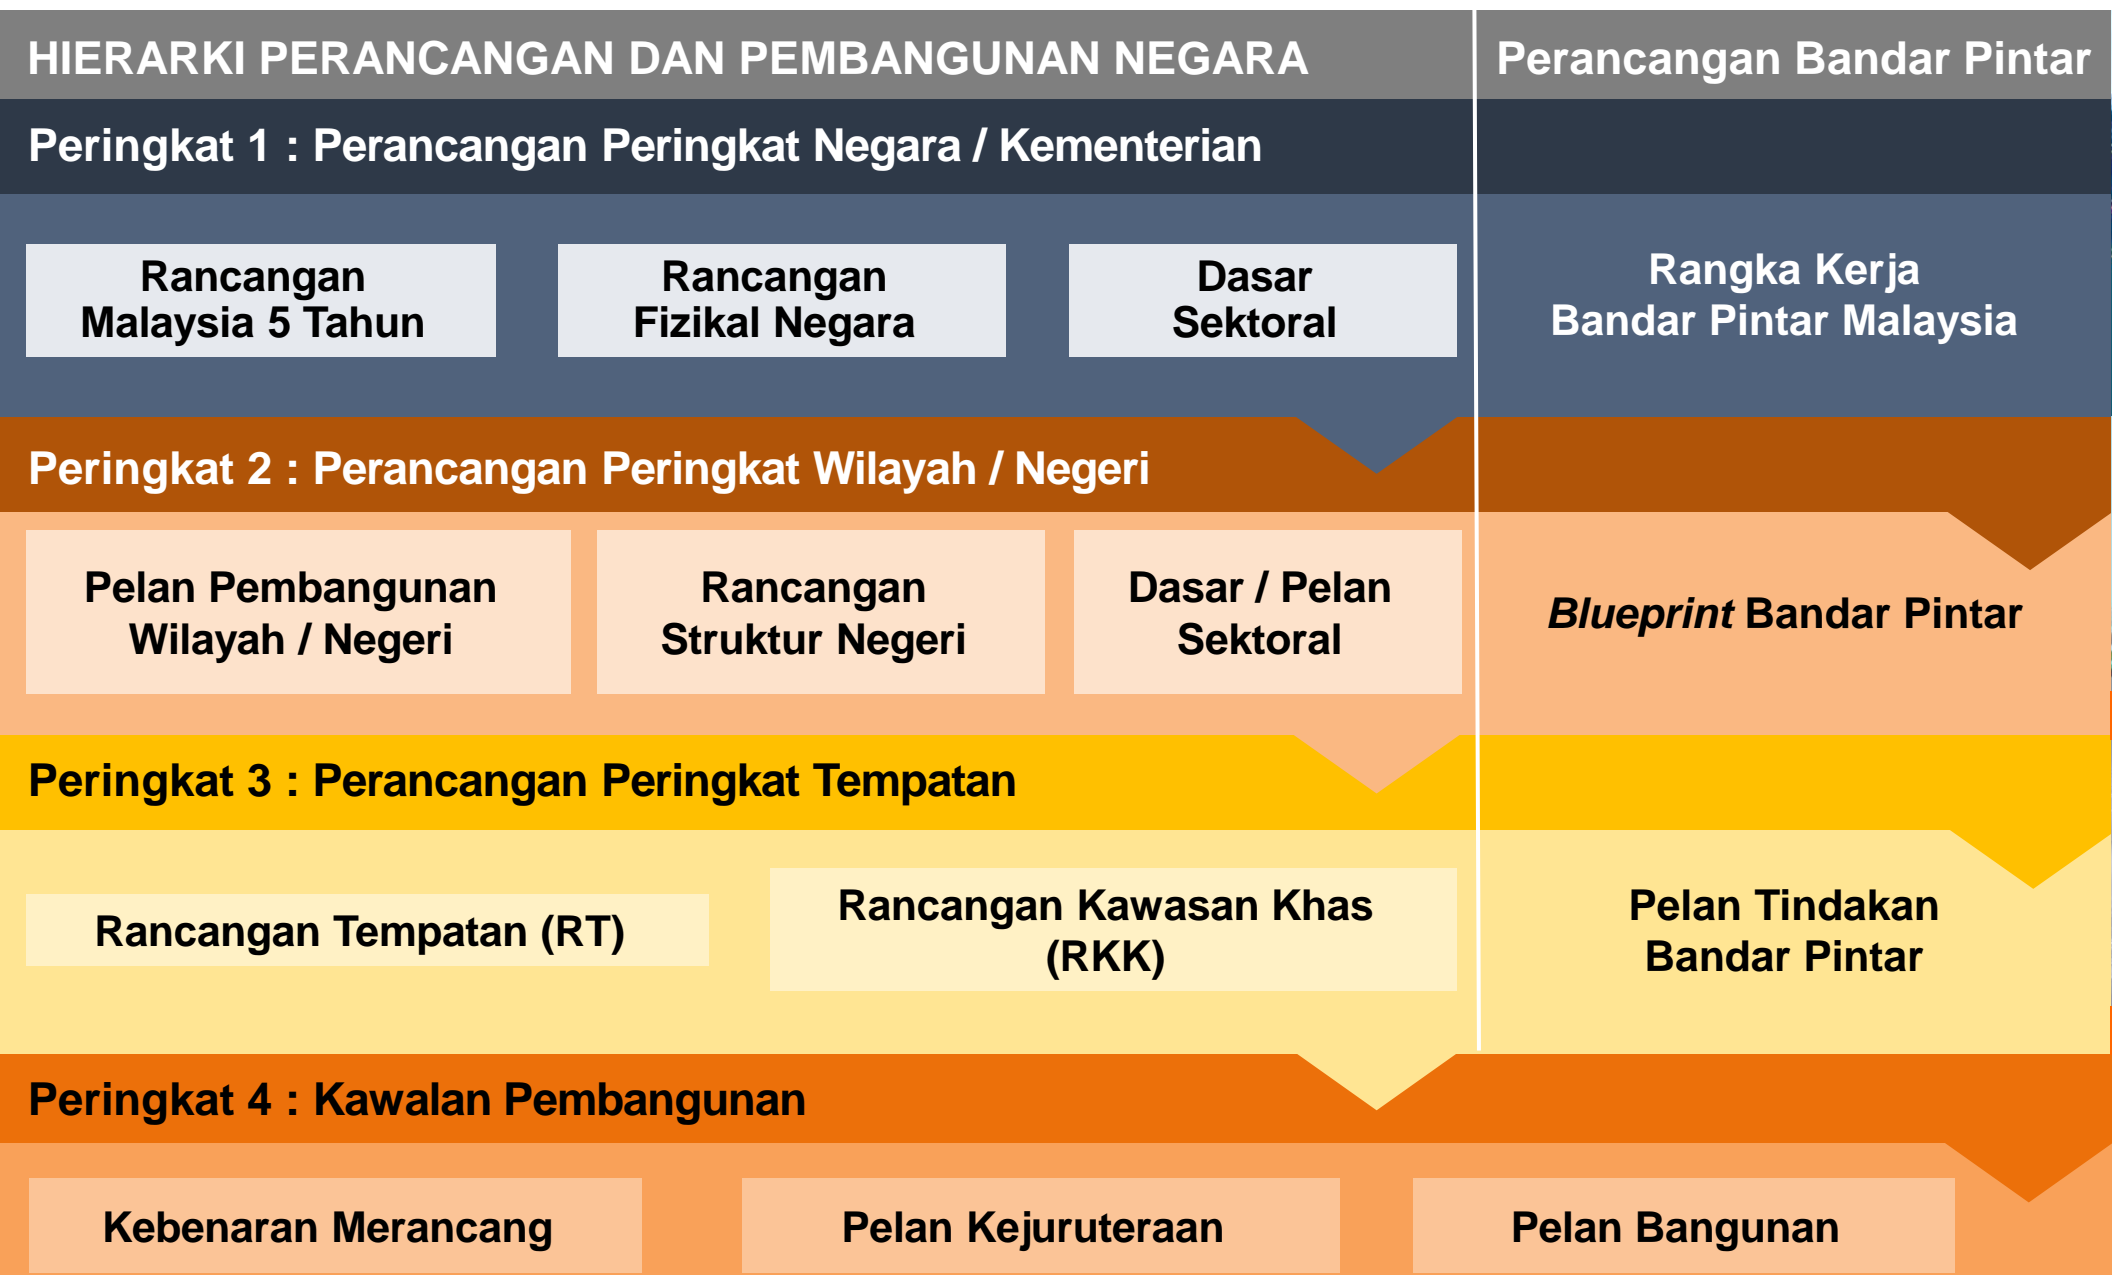 HIERARKI PERANCANGAN DAN PEMBANGUNAN NEGARA
Perancangan Bandar Pintar
Peringkat 1 : Perancangan Peringkat Negara / Kementerian
Rancangan
Malaysia 5 Tahun
Rancangan
Fizikal Negara
Dasar
Sektoral
Rangka Kerja
Bandar Pintar Malaysia
Peringkat 2 : Perancangan Peringkat Wilayah / Negeri
Pelan Pembangunan
Wilayah / Negeri
Rancangan
Struktur Negeri
Dasar / Pelan
Sektoral
Blueprint Bandar Pintar
Peringkat 3 : Perancangan Peringkat Tempatan
Rancangan Tempatan (RT)
Rancangan Kawasan Khas
(RKK)
Pelan Tindakan
Bandar Pintar
Peringkat 4 : Kawalan Pembangunan
Kebenaran Merancang
Pelan Kejuruteraan
Pelan Bangunan